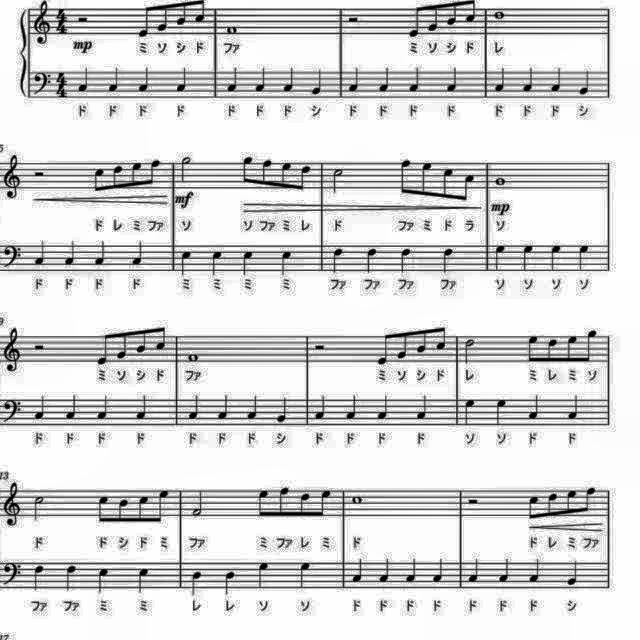 mp
ミ ソ シ ド ファ ミ ソ シ ド レ
ド ド ド ド ド ド ド シ ド ド ド ド ド ド ド シ
5
mf
mp
ド レ ミ ファ ソ ソ ファ ミ レ ド ファ ミ ド ラ ソ
ド ド ド ド ミ ミ ミ ミ ファ ファ ファ ファ ソ ソ ソ ソ
9
ミ ソ シ ド ファ ミ ソ シ ド レ ミ レ ミ ソ
ド ド ド ド ド ド ド シ ド ド ド ド ソ ソ ド ド
13
ド ド シ ド ミ ファ ミ ファ レ ミ ド ド レ ミ ファ
ファ ファ ミ ミ レ レ ソ ソ ド ド ド ド ド ド ド シ